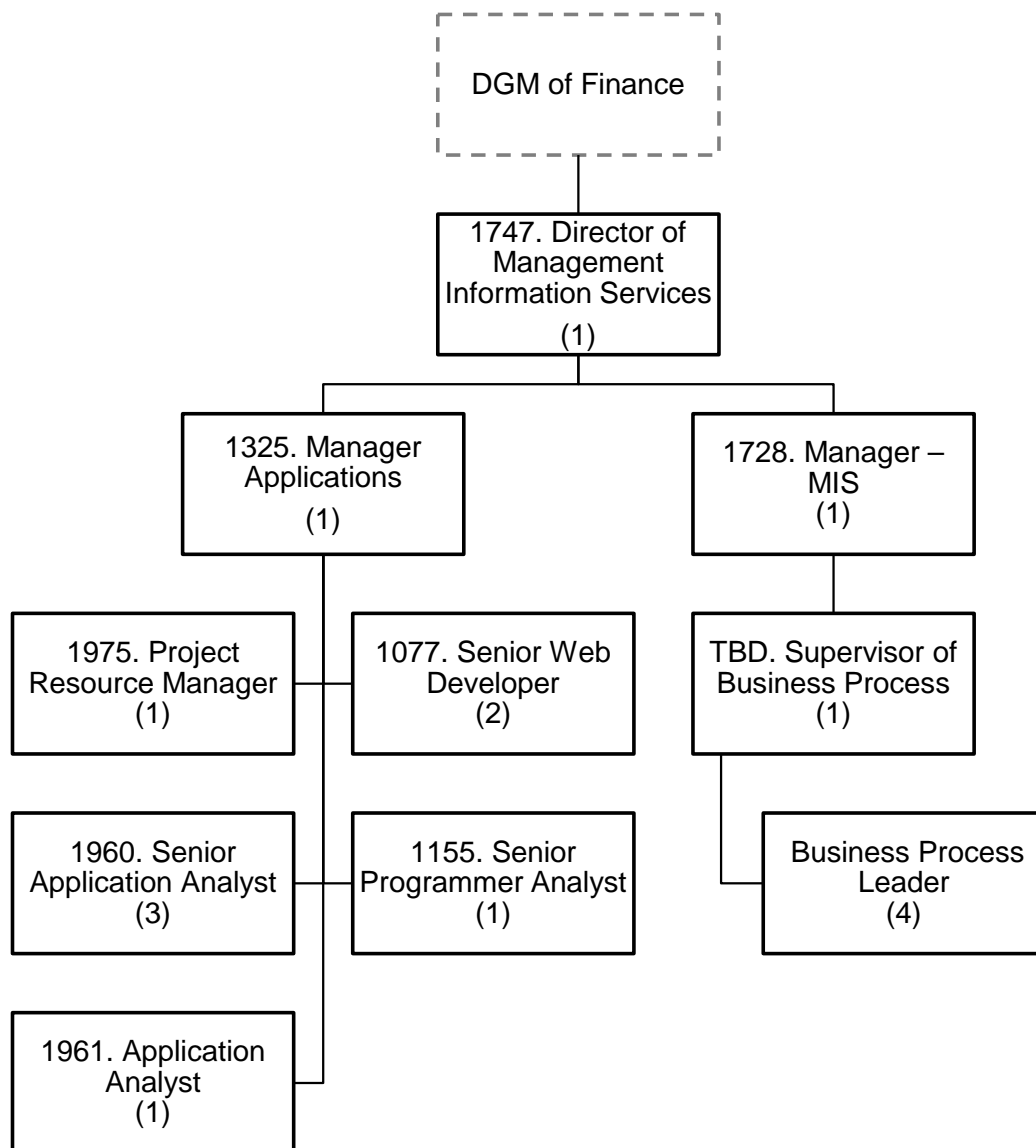 DGM of Finance
1747. Director of
Management
Information Services
(1)
1325. Manager
Applications
(1)
1728. Manager –
MIS
(1)
1975. Project
Resource Manager
(1)
1077. Senior Web
Developer
(2)
TBD. Supervisor of
Business Process
(1)
1960. Senior
Application Analyst
(3)
1155. Senior
Programmer Analyst
(1)
Business Process
Leader
(4)
1961. Application
Analyst
(1)